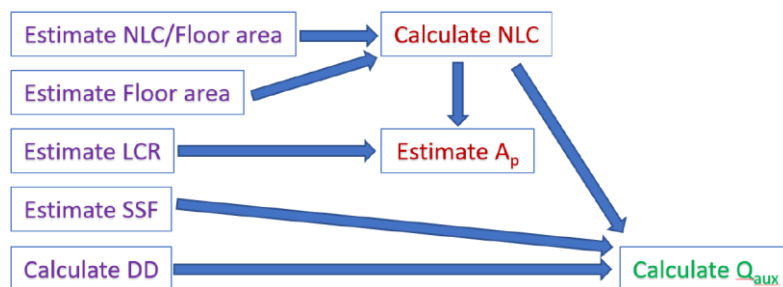 Estimate NLC/Floor area
Calculate NLC
Estimate Floor area
Estimate LCR
Estimate Ap
Estimate SSF
Calculate DD
Calculate Qaux